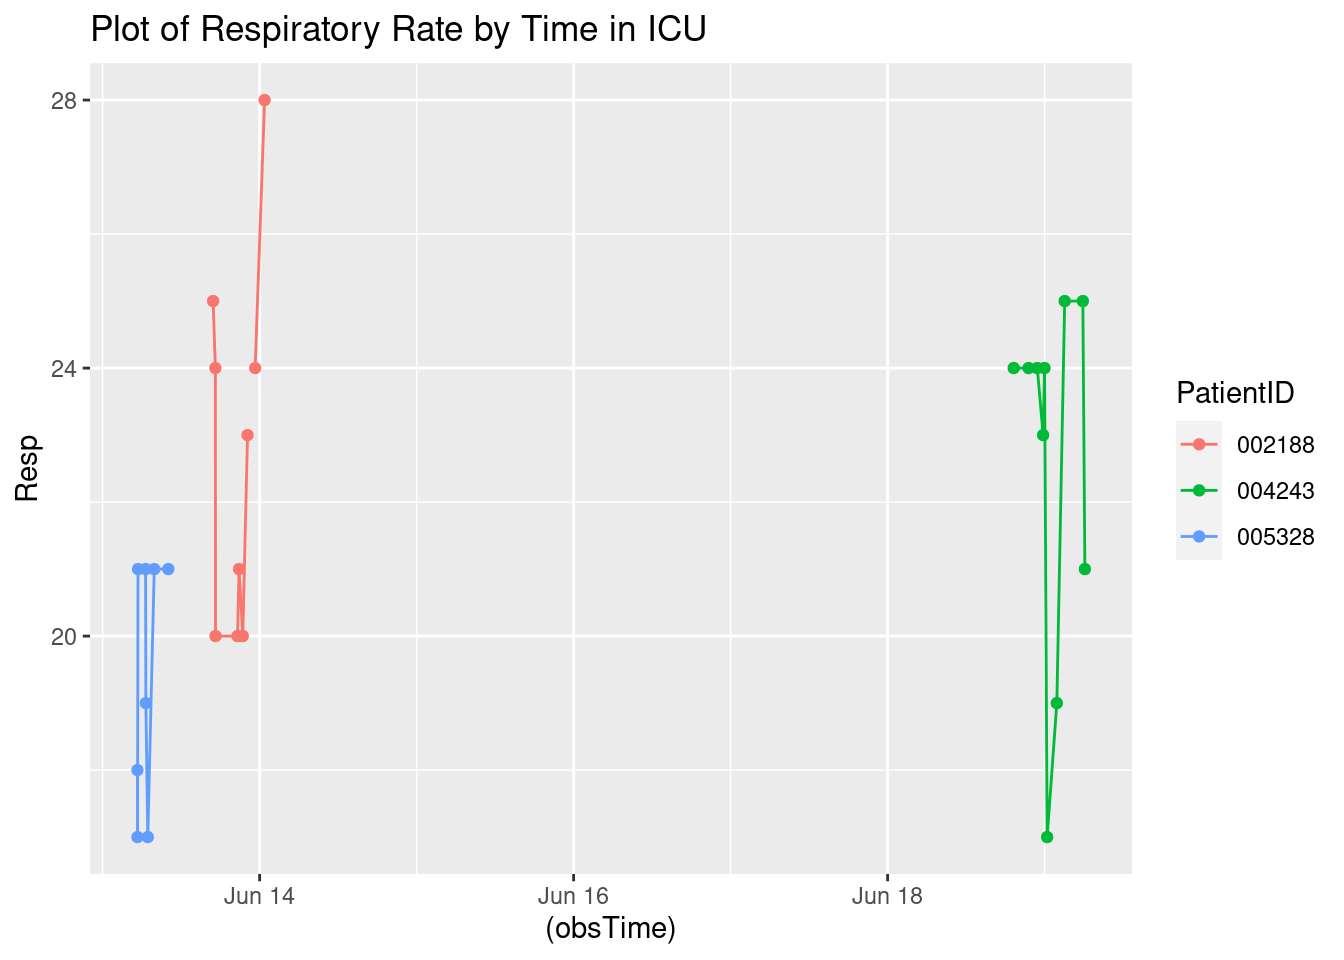 Plot of Respiratory Rate by Time in ICU
28
24
20
Resp
Jun 14
Jun 16
Jun 18
(obsTime)
PatientID
002188
004243
005328